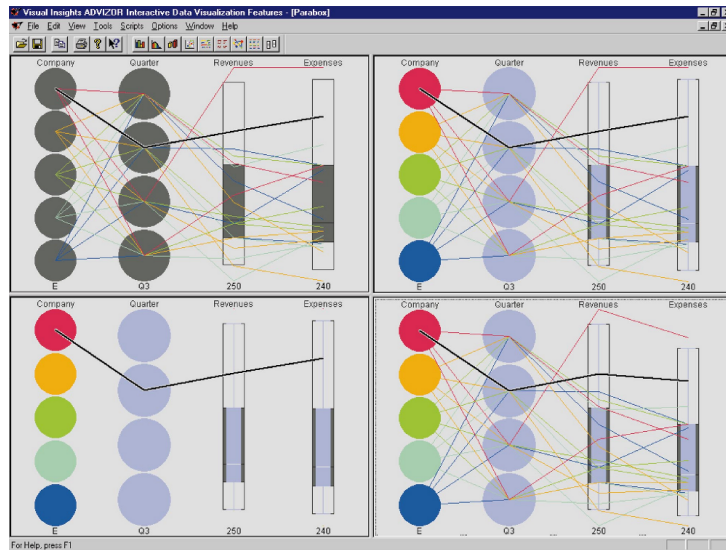 Visual Insights ADVIZOR Interactive Data Visualization Features - [Parabox]
File Edit View Tools Scripts Options Window Help
Company Quarter Revenues Expenses
E Q3 250 240
Company Quarter Revenues Expenses
E Q3 250 240
Company Quarter Revenues Expenses
E Q3 250 240
Company Quarter Revenues Expenses
E Q3 250 240
... ... ...
For Help, press F1